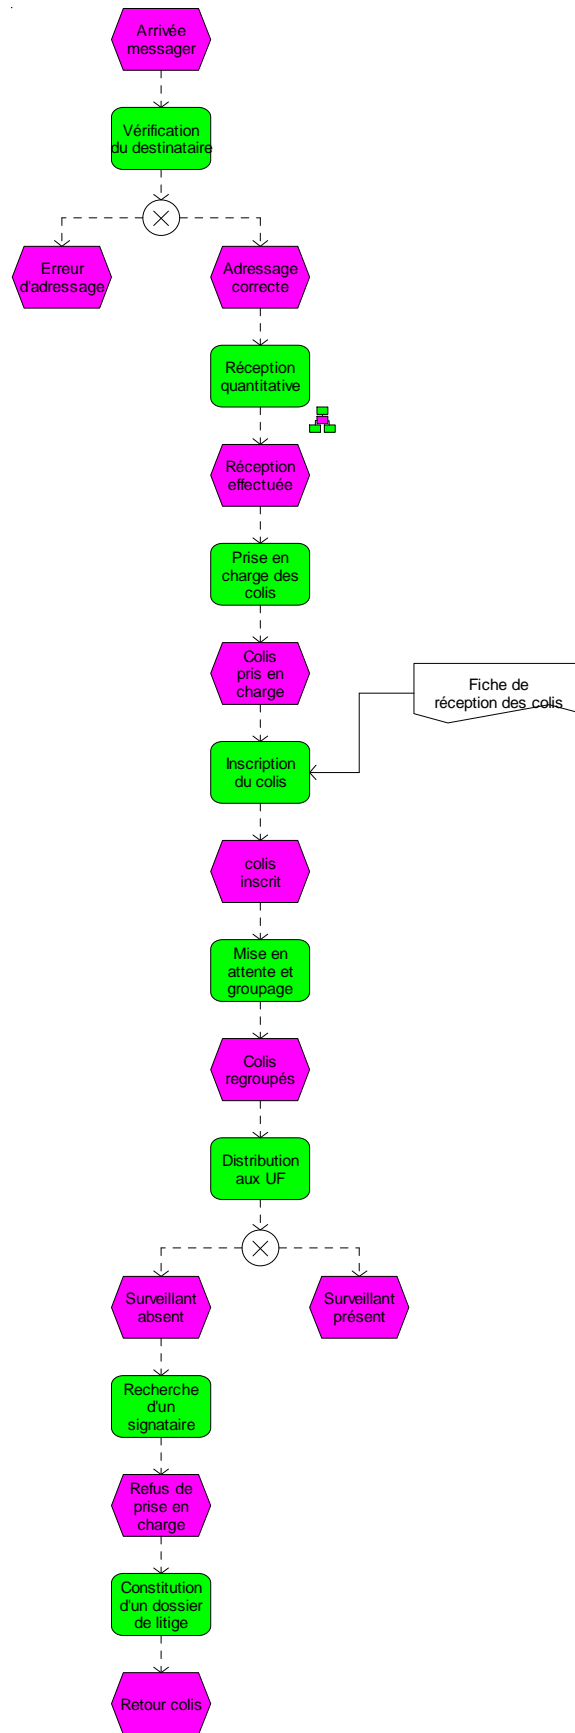 Arrivée
messager
Vérification
du destinataire
Erreur
d'adressage
Adressage
correcte
Réception
quantitative
Réception
effectuée
Prise en
charge des
colis
Colis
pris en
charge
Fiche de
réception des colis
Inscription
du colis
colis
inscrit
Mise en
attente et
groupage
Colis
regroupés
Distribution
aux UF
Surveillant
absent
Surveillant
présent
Recherche
d'un
signataire
Refus de
prise en
charge
Constitution
d'un dossier
de litige
Retour colis